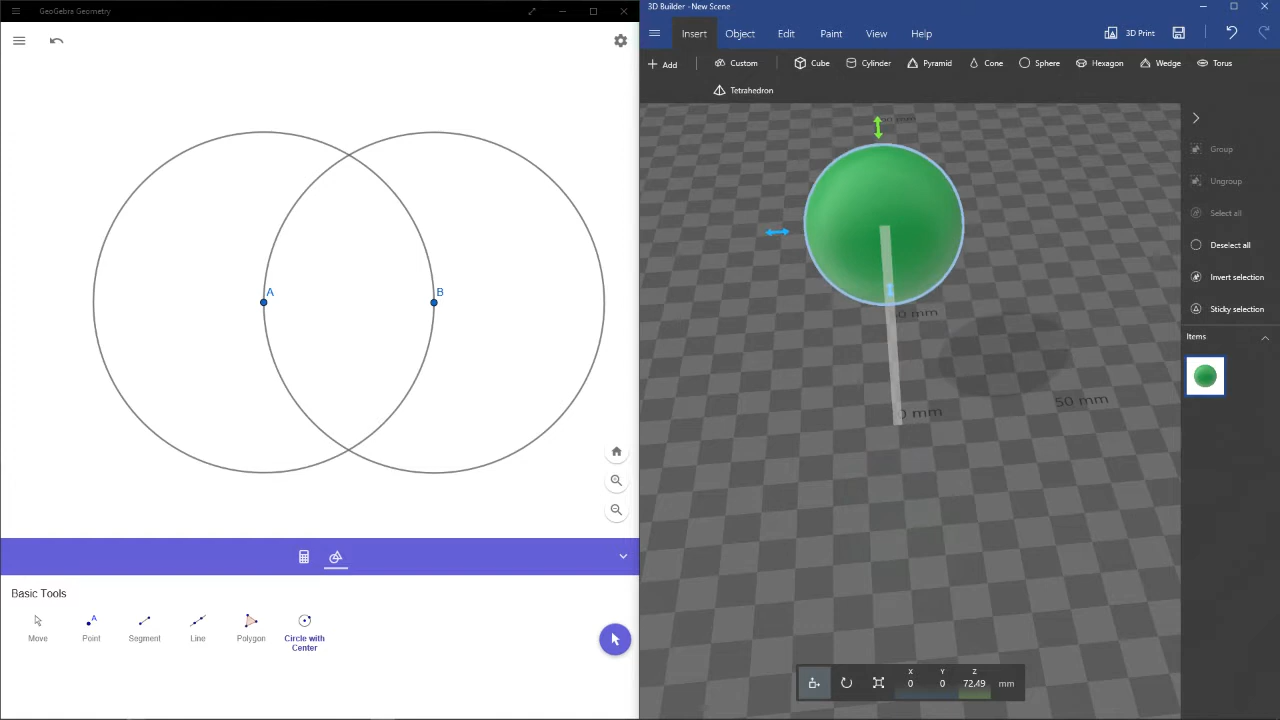 GeoGebra Geometry
A
B
Basic Tools
Move
A
Point
Segment
Line
Polygon
Circle with
Center
3D Builder - New Scene
Insert
Object
Edit
Paint
View
Help
3D Print
Add
Custom
Cube
Cylinder
Pyramid
Cone
Sphere
Hexagon
Wedge
Torus
Tetrahedron
50 mm
Group
Ungroup
Select all
Deselect all
Invert selection
Sticky selection
Items
X
Y
Z
0
0
72.49
mm